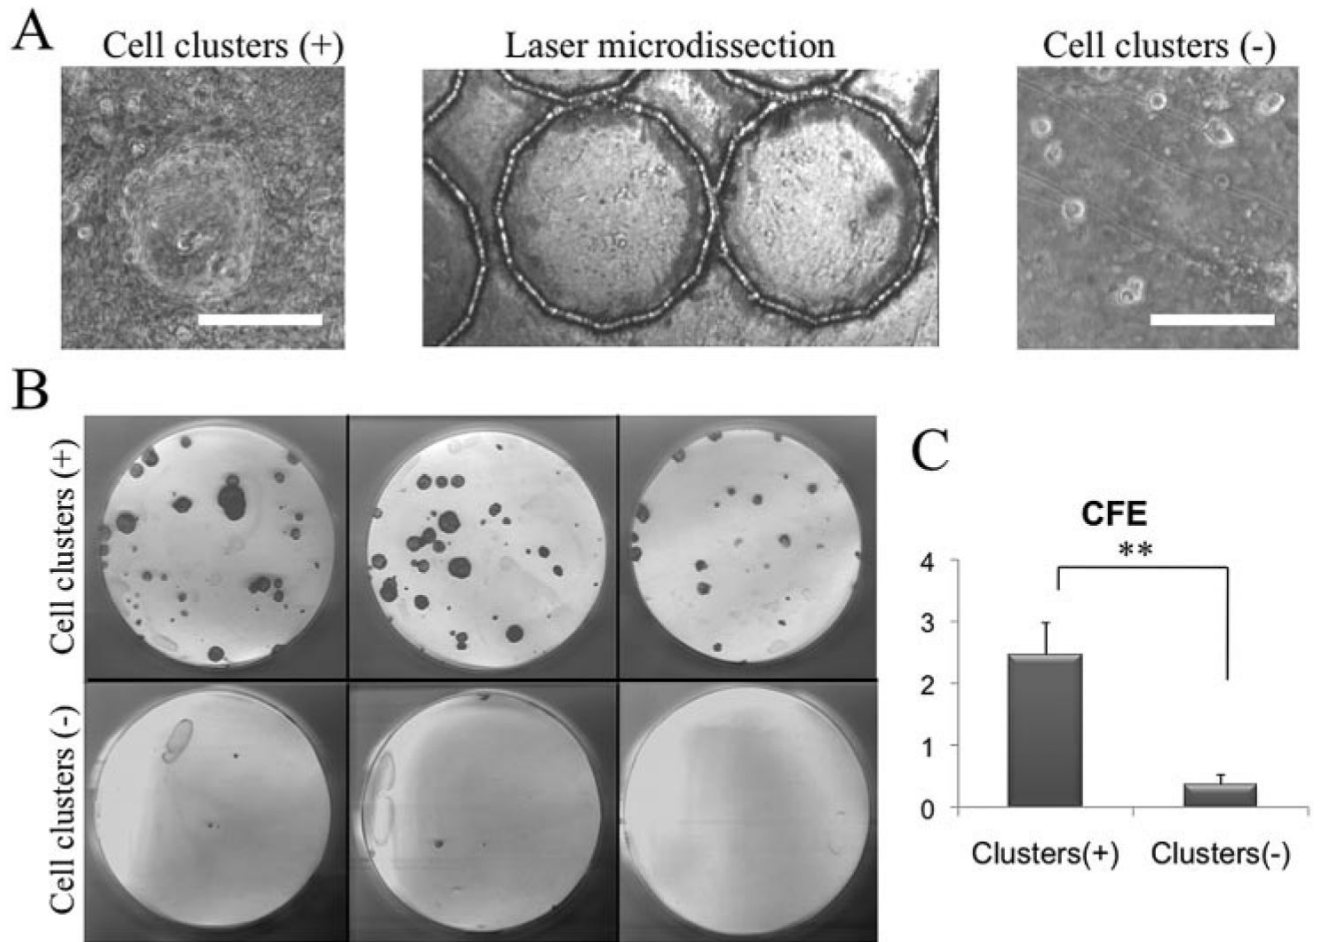 A
Cell clusters (+)
Laser microdissection
Cell clusters (-)
B
Cell clusters (+)
Cell clusters (-)
C
CFE
**
4
3
2
1
0
Clusters(+)
Clusters(-)